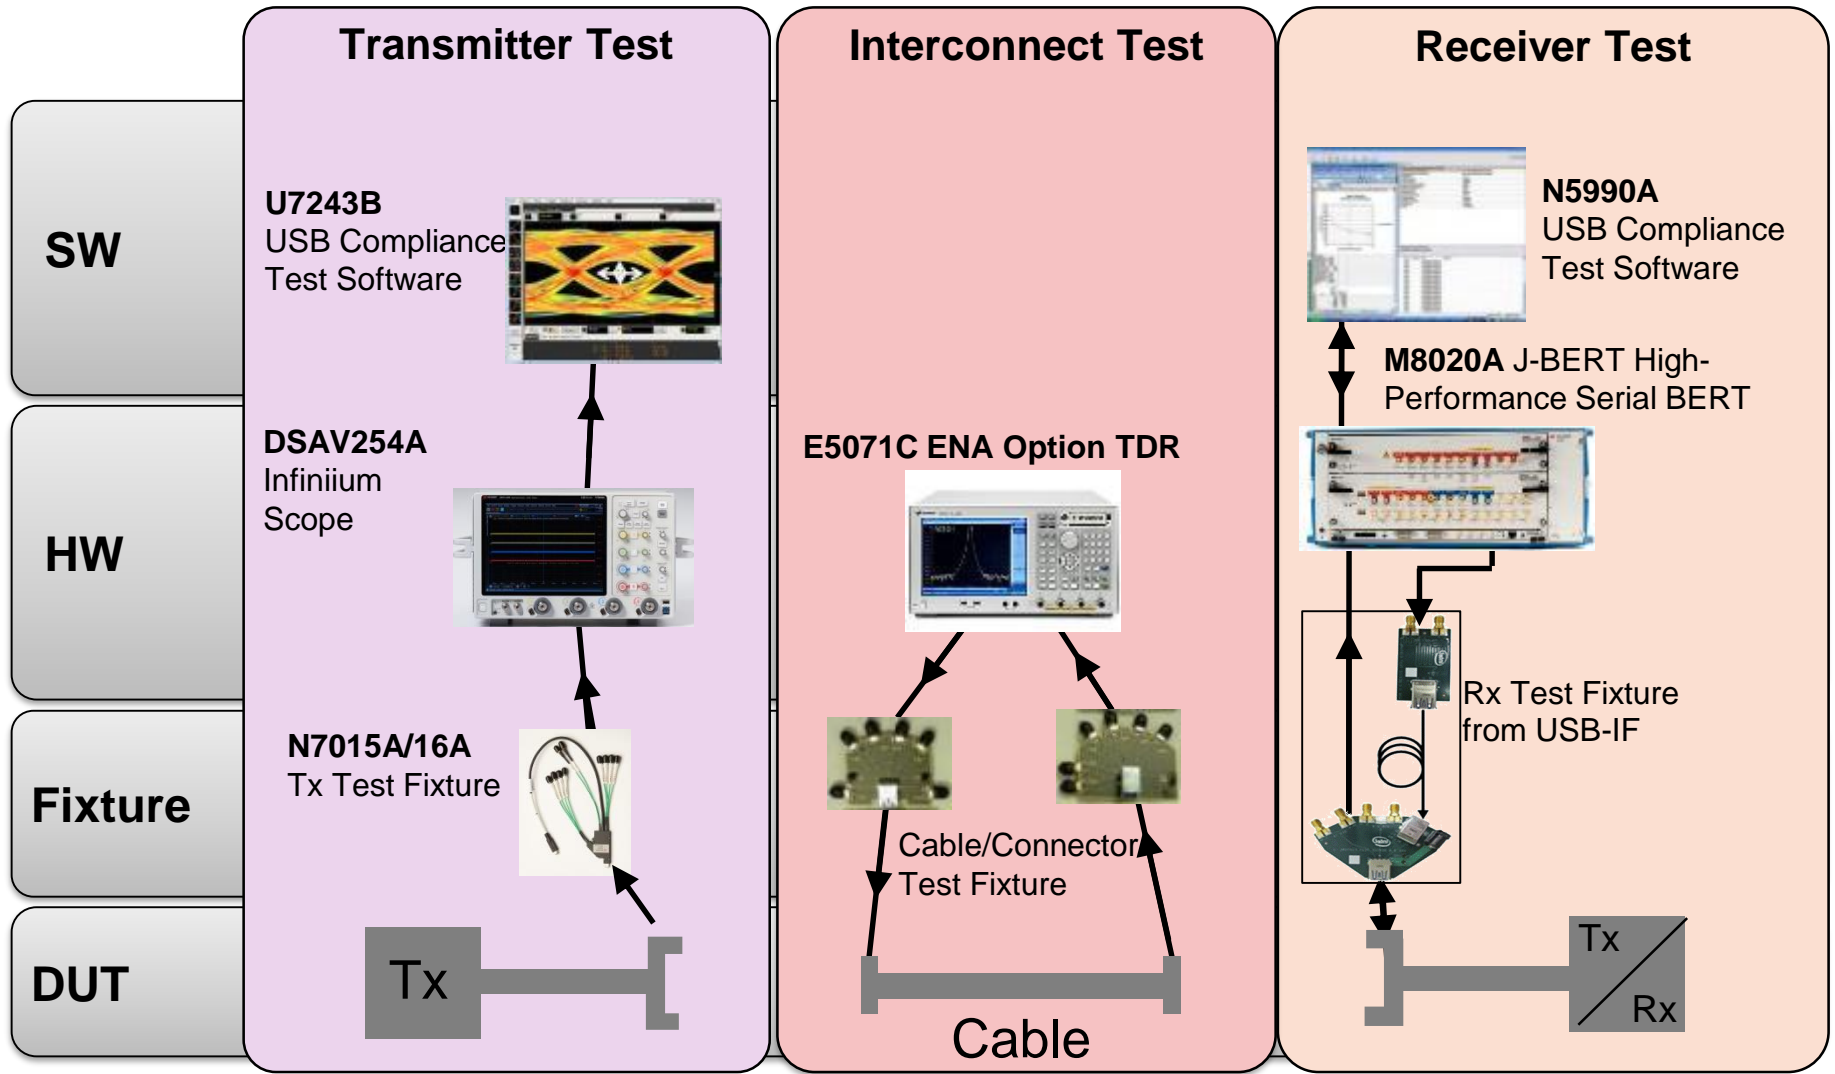 Transmitter Test
Interconnect Test
Receiver Test
SW
U7243B
USB Compliance
Test Software
N5990A
USB Compliance
Test Software
M8020A J-BERT High-
Performance Serial BERT
HW
DSAV254A
Infiniium
Scope
E5071C ENA Option TDR
Fixture
N7015A/16A
Tx Test Fixture
Cable/Connector
Test Fixture
Rx Test Fixture
from USB-IF
DUT
Tx
Cable
Tx
Rx